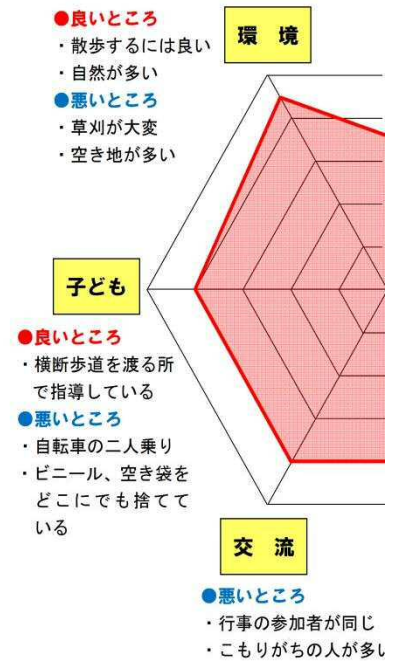 ●良いところ
・散歩するには良い
・自然が多い
●悪いところ
・草刈が大変
・空き地が多い
環 境
子ども
●良いところ
・横断歩道を渡る所
で指導している
●悪いところ
・自転車の二人乗り
・ビニール、空き袋を
どこにでも捨てて
いる
交 流
●悪いところ
・行事の参加者が同じ
・こもりがちの人が多い